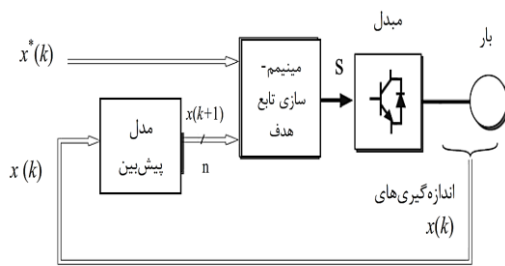 مبدل
بار
x*(k)
مینیمم-
سازی تابع
هدف
S
x(k+1)
n
مدل
پیش‌بین
x (k)
اندازه‌گیری‌های
x(k)